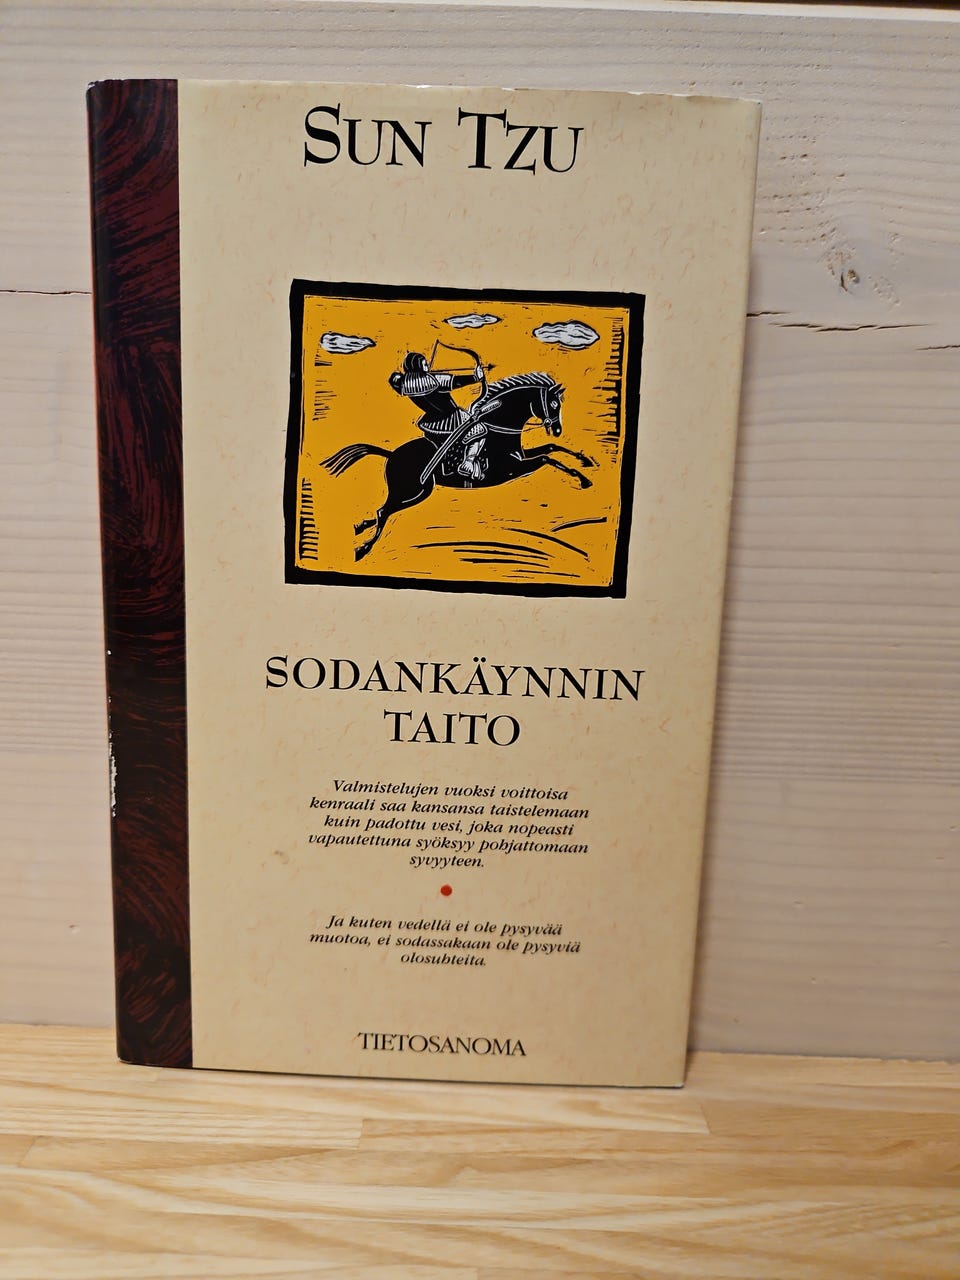 SUN TZU
SODANKÄYNNIN
TAITO
Valmistelujen vuoksi voittoisa
kenraali saa kansansa taistelemaan
kuin padottu vesi, joka nopeasti
vapautettuna syöksyy pohjattomaan
syvyyteen.
Ja kuten vedellä ei ole pysyvää
muotoa, ei sodassakaan ole pysyviä
olosuhteita.
TIETOSANOMA